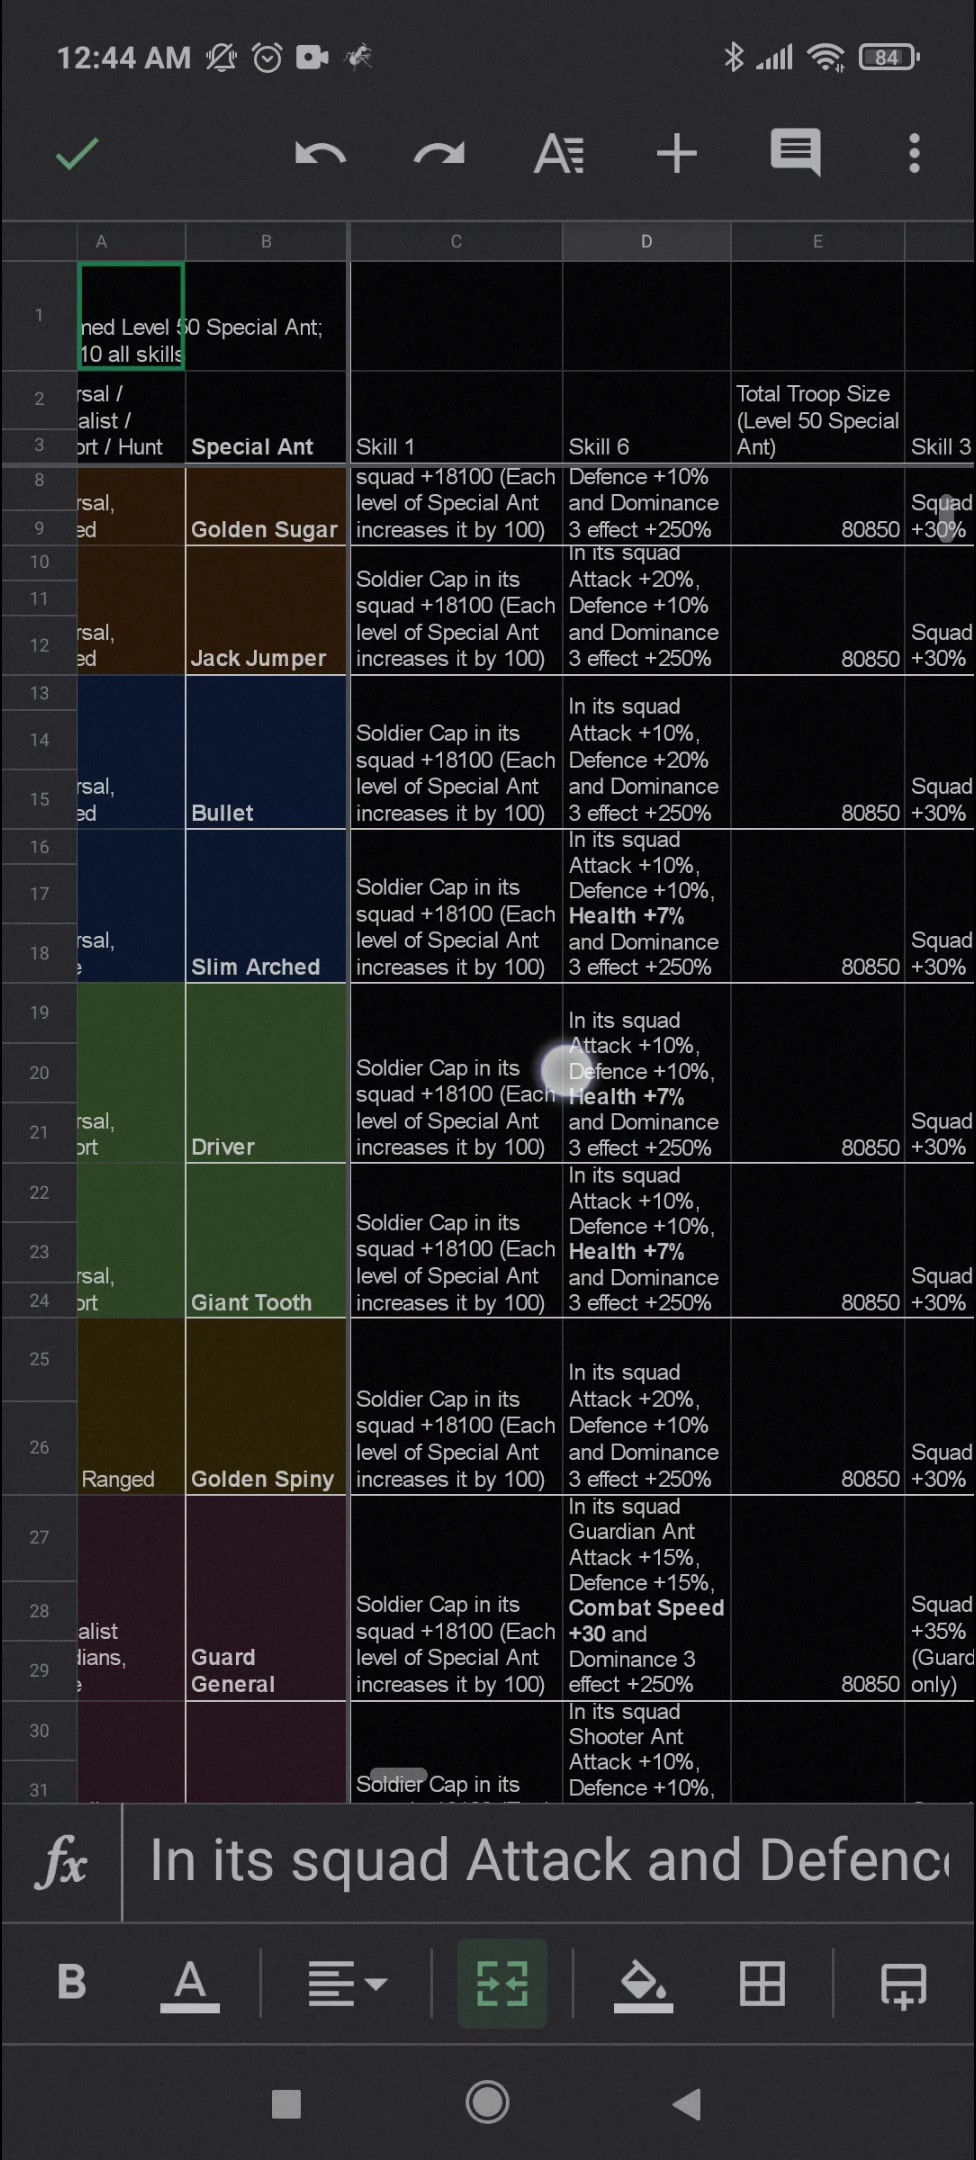 12:44 AM
84
A B C D E
1
med Level 50 Special Ant;
10 all skills
2
3
rsal /
alist /
ort / Hunt
Special Ant
Skill 1
Skill 6
Total Troop Size
(Level 50 Special
Ant)
Skill 3
8
9
rsal,
ed
Golden Sugar
squad +18100 (Each
level of Special Ant
increases it by 100)
Defence +10%
and Dominance
3 effect +250%
80850
Squad
+30%
10
11
12
rsal,
ed
Jack Jumper
Soldier Cap in its
squad +18100 (Each
level of Special Ant
increases it by 100)
In its squad
Attack +20%,
Defence +10%
and Dominance
3 effect +250%
80850
Squad
+30%
13
14
15
rsal,
ed
Bullet
Soldier Cap in its
squad +18100 (Each
level of Special Ant
increases it by 100)
In its squad
Attack +10%,
Defence +20%
and Dominance
3 effect +250%
80850
Squad
+30%
16
17
18
rsal,
e
Slim Arched
Soldier Cap in its
squad +18100 (Each
level of Special Ant
increases it by 100)
In its squad
Attack +10%,
Defence +10%,
Health +7%
and Dominance
3 effect +250%
80850
Squad
+30%
19
20
21
rsal,
ort
Driver
Soldier Cap in its
squad +18100 (Each
level of Special Ant
increases it by 100)
In its squad
Attack +10%,
Defence +10%,
Health +7%
and Dominance
3 effect +250%
80850
Squad
+30%
22
23
24
rsal,
ort
Giant Tooth
Soldier Cap in its
squad +18100 (Each
level of Special Ant
increases it by 100)
In its squad
Attack +10%,
Defence +10%,
Health +7%
and Dominance
3 effect +250%
80850
Squad
+30%
25
26
Ranged
Golden Spiny
Soldier Cap in its
squad +18100 (Each
level of Special Ant
increases it by 100)
In its squad
Attack +20%,
Defence +10%
and Dominance
3 effect +250%
80850
Squad
+30%
27
28
29
alist
dians,
e
Guard
General
Soldier Cap in its
squad +18100 (Each
level of Special Ant
increases it by 100)
In its squad
Guardian Ant
Attack +15%,
Defence +15%,
Combat Speed
+30 and
Dominance 3
effect +250%
80850
Squad
+35%
(Guard
only)
30
31
Soldier Cap in its
In its squad
Shooter Ant
Attack +10%,
Defence +10%,
fx In its squad Attack and Defence
B A